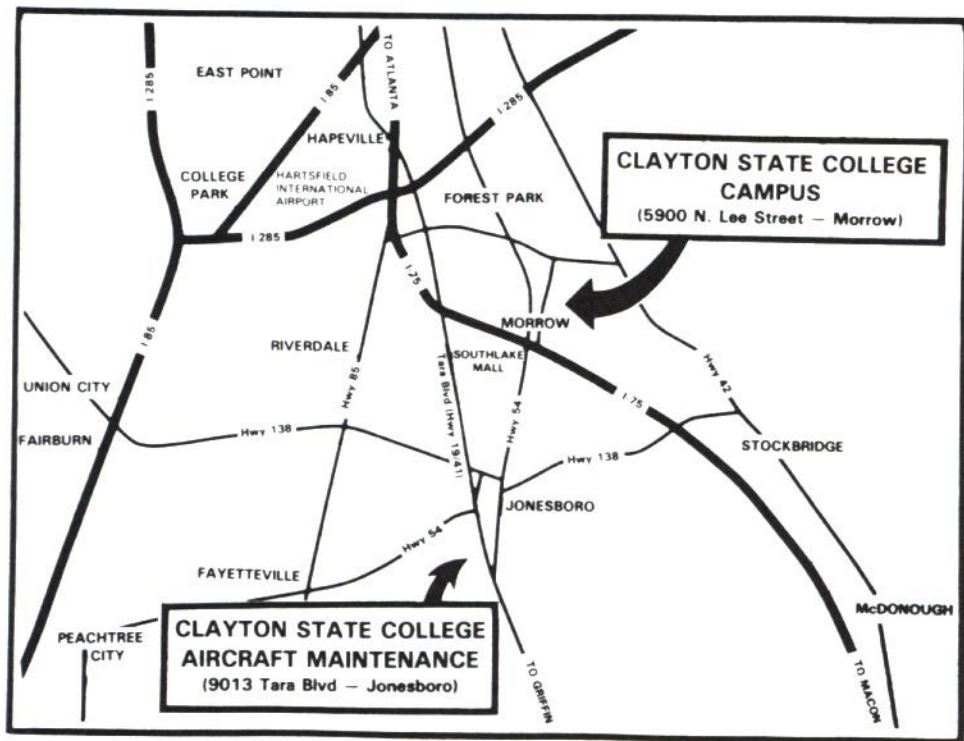 EAST POINT
I 285
I 85
TO ATLANTA
HAPEVILLE
I-285
COLLEGE
PARK
HARTSFIELD
INTERNATIONAL
AIRPORT
FOREST PARK
CLAYTON STATE COLLEGE
CAMPUS
(5900 N. Lee Street — Morrow)
I 285
I-75
I 85
RIVERDALE
MORROW
SOUTHLAKE
MALL
Hwy 85
Tara Blvd (Hwy 19/41)
Hwy 54
I-75
Hwy 42
UNION CITY
FAIRBURN
Hwy 138
Hwy 138
STOCKBRIDGE
JONESBORO
Hwy 54
FAYETTEVILLE
McDONOUGH
PEACHTREE
CITY
CLAYTON STATE COLLEGE
AIRCRAFT MAINTENANCE
(9013 Tara Blvd — Jonesboro)
TO GRIFFIN
TO MACON